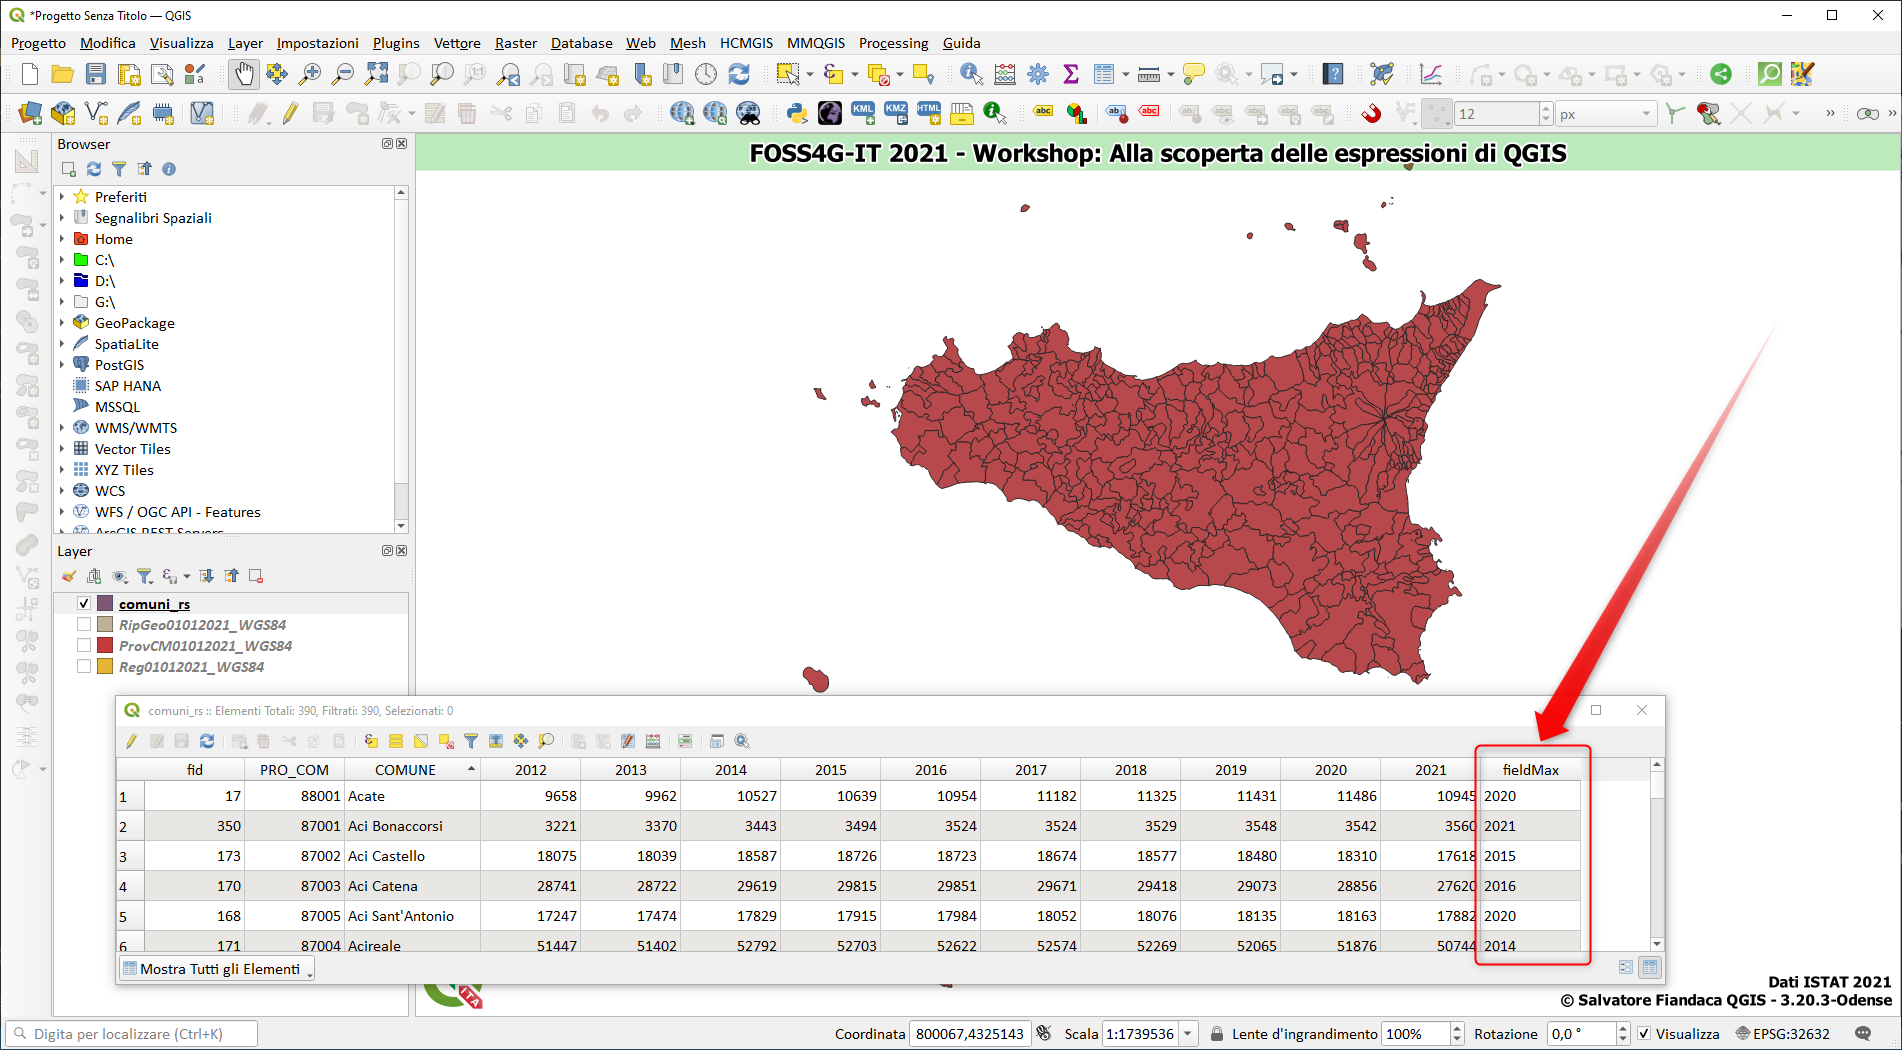 *Progetto Senza Titolo — QGIS
Progetto Modifica Visualizza Layer Impostazioni Plugins Vettore Raster Database Web Mesh HCMGIS MMQGIS Processing Guida
12 px
Browser
Preferiti
Segnalibri Spaziali
Home
C:\
D:\
G:\
GeoPackage
SpatiaLite
PostGIS
SAP HANA
MSSQL
WMS/WMTS
Vector Tiles
XYZ Tiles
WCS
WFS / OGC API - Features
ArcGIS REST Servers
Layer
comuni_rs
RipGeo01012021_WGS84
ProvCM01012021_WGS84
Reg01012021_WGS84
FOSS4G-IT 2021 - Workshop: Alla scoperta delle espressioni di QGIS
comuni_rs :: Elementi Totali: 390, Filtrati: 390, Selezionati: 0
fid PRO_COM COMUNE 2012 2013 2014 2015 2016 2017 2018 2019 2020 2021 fieldMax
1 17 88001 Acate 9658 9962 10527 10639 10954 11182 11325 11431 11486 10945 2020
2 350 87001 Aci Bonaccorsi 3221 3370 3443 3494 3524 3524 3529 3548 3542 3560 2021
3 173 87002 Aci Castello 18075 18039 18587 18726 18723 18674 18577 18480 18310 17618 2015
4 170 87003 Aci Catena 28741 28722 29619 29815 29851 29671 29418 29073 28856 27620 2016
5 168 87005 Aci Sant'Antonio 17247 17474 17829 17915 17984 18052 18076 18135 18163 17882 2020
6 171 87004 Acireale 51447 51402 52792 52703 52622 52574 52269 52065 51876 50744 2014
Mostra Tutti gli Elementi
ITA
Dati ISTAT 2021
© Salvatore Fiandaca QGIS - 3.20.3-Odense
Digita per localizzare (Ctrl+K) Coordinata 800067,4325143 Scala 1:1739536 Lente d'ingrandimento 100% Rotazione 0,0 ° Visualizza EPSG:32632